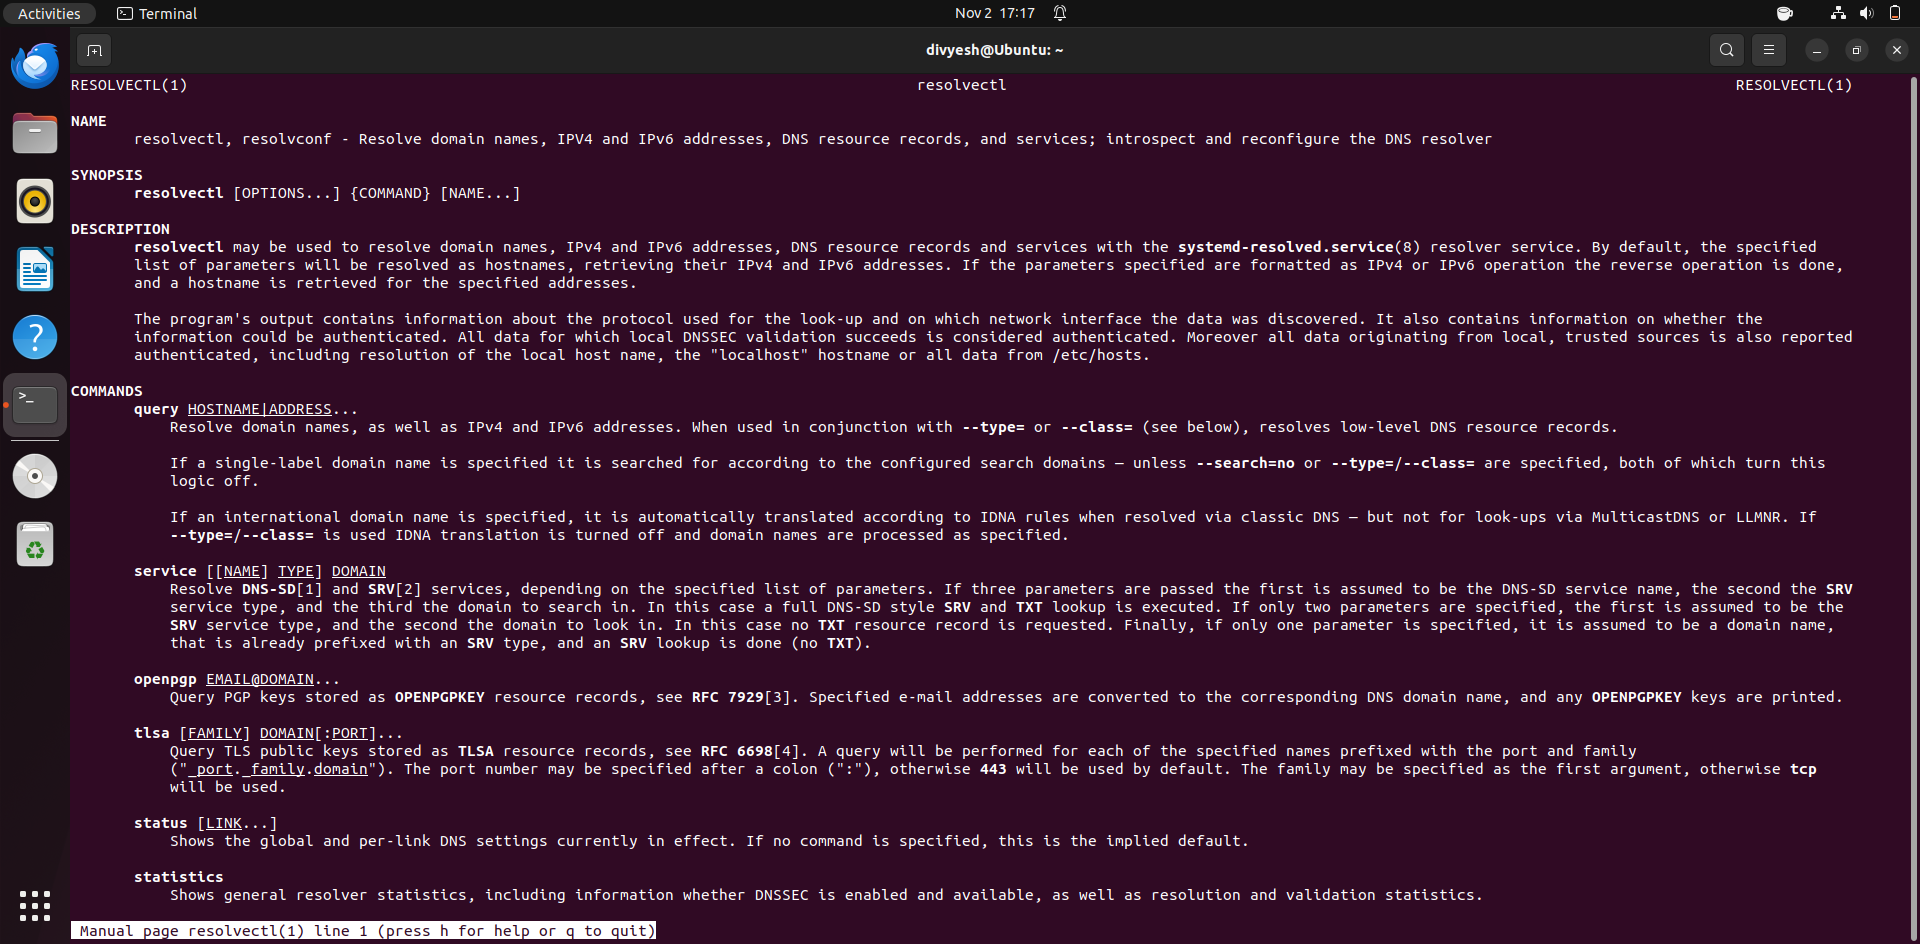 Activities Terminal Nov 2 17:17
divyesh@Ubuntu: ~
RESOLVECTL(1) resolvectl RESOLVECTL(1)
NAME
resolvectl, resolvconf - Resolve domain names, IPV4 and IPv6 addresses, DNS resource records, and services; introspect and reconfigure the DNS resolver
SYNOPSIS
resolvectl [OPTIONS...] {COMMAND} [NAME...]
DESCRIPTION
resolvectl may be used to resolve domain names, IPv4 and IPv6 addresses, DNS resource records and services with the systemd-resolved.service(8) resolver service. By default, the specified
list of parameters will be resolved as hostnames, retrieving their IPv4 and IPv6 addresses. If the parameters specified are formatted as IPv4 or IPv6 operation the reverse operation is done,
and a hostname is retrieved for the specified addresses.
The program's output contains information about the protocol used for the look-up and on which network interface the data was discovered. It also contains information on whether the
information could be authenticated. All data for which local DNSSEC validation succeeds is considered authenticated. Moreover all data originating from local, trusted sources is also reported
authenticated, including resolution of the local host name, the "localhost" hostname or all data from /etc/hosts.
COMMANDS
query HOSTNAME|ADDRESS...
Resolve domain names, as well as IPv4 and IPv6 addresses. When used in conjunction with --type= or --class= (see below), resolves low-level DNS resource records.
If a single-label domain name is specified it is searched for according to the configured search domains — unless --search=no or --type=/--class= are specified, both of which turn this
logic off.
If an international domain name is specified, it is automatically translated according to IDNA rules when resolved via classic DNS — but not for look-ups via MulticastDNS or LLMNR. If
--type=/--class= is used IDNA translation is turned off and domain names are processed as specified.
service [[NAME] TYPE] DOMAIN
Resolve DNS-SD[1] and SRV[2] services, depending on the specified list of parameters. If three parameters are passed the first is assumed to be the DNS-SD service name, the second the SRV
service type, and the third the domain to search in. In this case a full DNS-SD style SRV and TXT lookup is executed. If only two parameters are specified, the first is assumed to be the
SRV service type, and the second the domain to look in. In this case no TXT resource record is requested. Finally, if only one parameter is specified, it is assumed to be a domain name,
that is already prefixed with an SRV type, and an SRV lookup is done (no TXT).
openpgp EMAIL@DOMAIN...
Query PGP keys stored as OPENPGPKEY resource records, see RFC 7929[3]. Specified e-mail addresses are converted to the corresponding DNS domain name, and any OPENPGPKEY keys are printed.
tlsa [FAMILY] DOMAIN[:PORT]...
Query TLS public keys stored as TLSA resource records, see RFC 6698[4]. A query will be performed for each of the specified names prefixed with the port and family
("_port._family.domain"). The port number may be specified after a colon (":"), otherwise 443 will be used by default. The family may be specified as the first argument, otherwise tcp
will be used.
status [LINK...]
Shows the global and per-link DNS settings currently in effect. If no command is specified, this is the implied default.
statistics
Shows general resolver statistics, including information whether DNSSEC is enabled and available, as well as resolution and validation statistics.
Manual page resolvectl(1) line 1 (press h for help or q to quit)